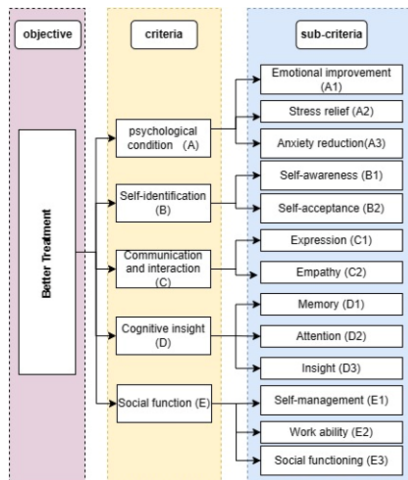 objective
criteria
sub-criteria
Better Treatment
psychological
condition (A)
Self-identification
(B)
Communication
and interaction
(C)
Cognitive insight
(D)
Social function (E)
Emotional improvement
(A1)
Stress relief (A2)
Anxiety reduction(A3)
Self-awareness (B1)
Self-acceptance (B2)
Expression (C1)
Empathy (C2)
Memory (D1)
Attention (D2)
Insight (D3)
Self-management (E1)
Work ability (E2)
Social functioning (E3)